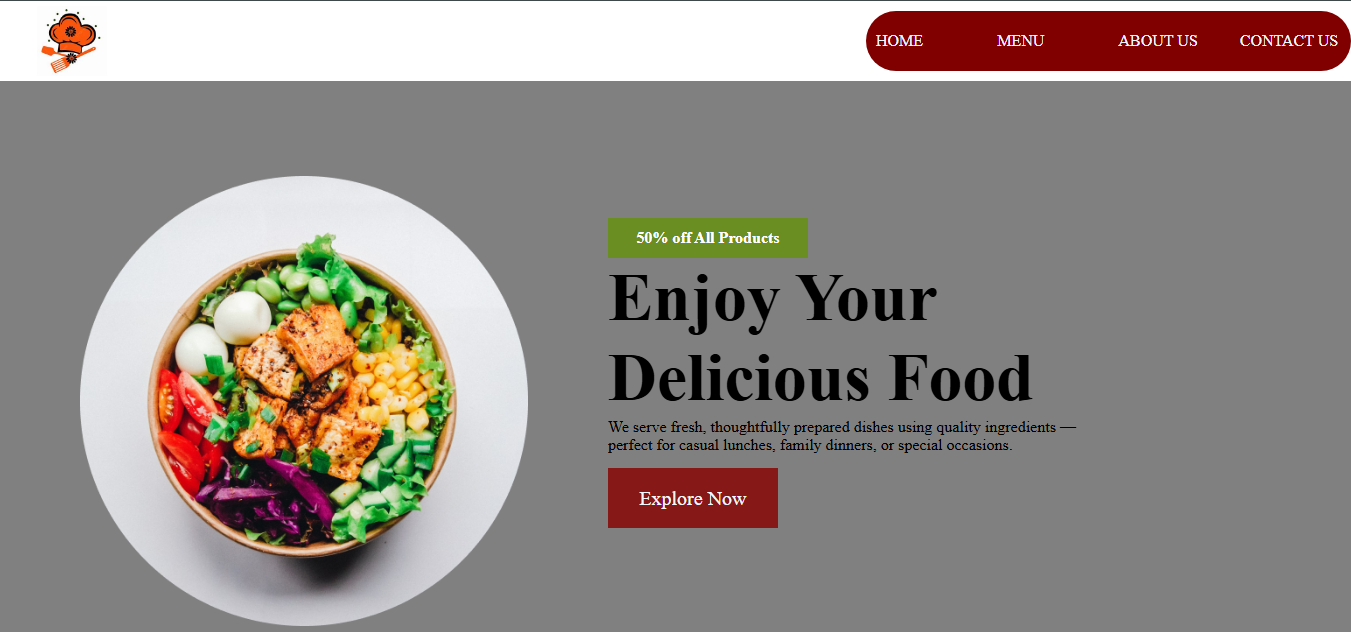 HOME MENU ABOUT US CONTACT US
50% off All Products
Enjoy Your
Delicious Food
We serve fresh, thoughtfully prepared dishes using quality ingredients —
perfect for casual lunches, family dinners, or special occasions.
Explore Now